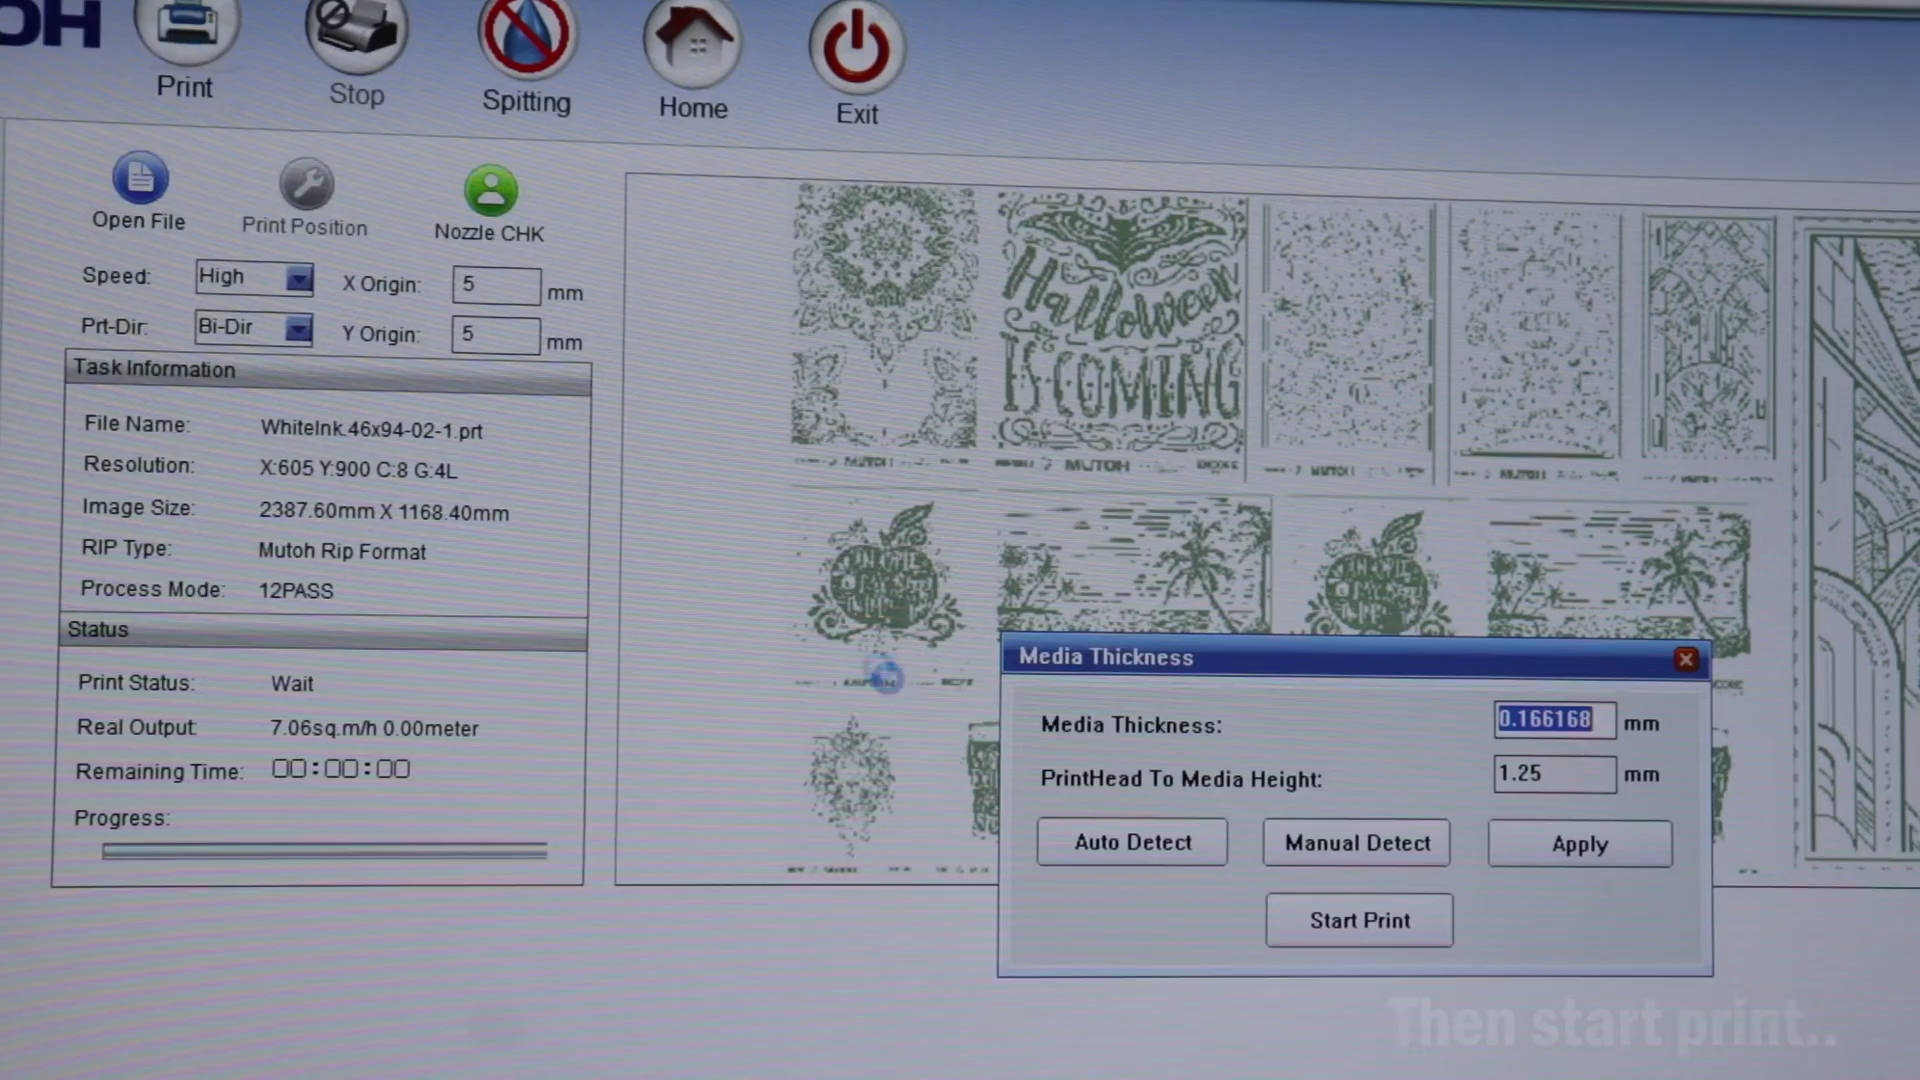 OH
Print
Stop
Spitting
Home
Exit
Open File
Print Position
Nozzle CHK
Speed: High X Origin: 5 mm
Prt-Dir: Bi-Dir Y Origin: 5 mm
Task Information
File Name: WhiteInk.46x94-02-1.prt
Resolution: X:605 Y:900 C:8 G:4L
Image Size: 2387.60mm X 1168.40mm
RIP Type: Mutoh Rip Format
Process Mode: 12PASS
Status
Print Status: Wait
Real Output: 7.06sq.m/h 0.00meter
Remaining Time: 00:00:00
Progress:
Halloween
IS COMING
MUTOH
MUTOH
MUTOH
Media Thickness
Media Thickness: 0.166168 mm
PrintHead To Media Height: 1.25 mm
Auto Detect
Manual Detect
Apply
Start Print
Then start print..